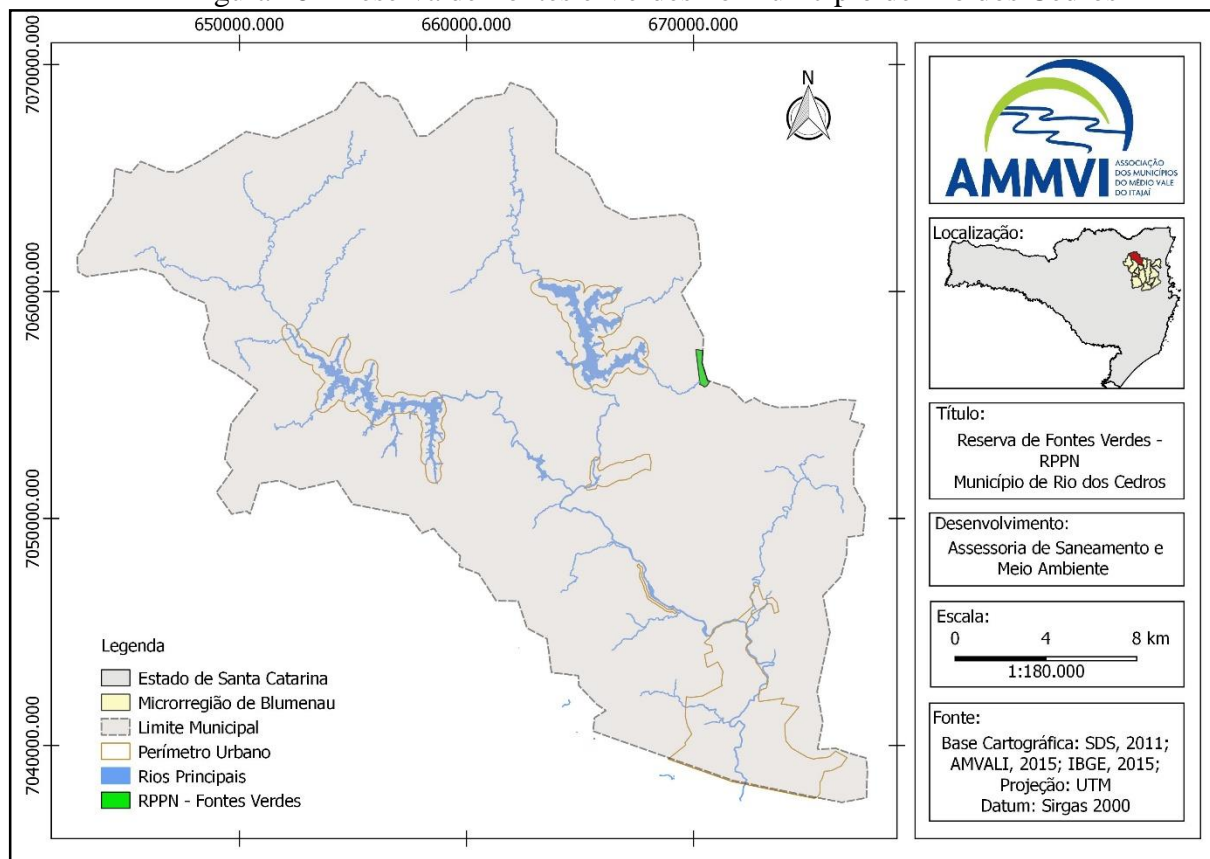 650000.000
660000.000
670000.000
7070000.000
7060000.000
7050000.000
7040000.000
N
Legenda
Estado de Santa Catarina
Microrregião de Blumenau
Limite Municipal
Perímetro Urbano
Rios Principais
RPPN - Fontes Verdes
AMMVI
ASSOCIAÇÃO
DOS MUNICÍPIOS
DO MÉDIO VALE
DO ITAJAÍ
Localização:
Título:
Reserva de Fontes Verdes -
RPPN
Município de Rio dos Cedros
Desenvolvimento:
Assessoria de Saneamento e
Meio Ambiente
Escala:
0 4 8 km
1:180.000
Fonte:
Base Cartográfica: SDS, 2011;
AMVALI, 2015; IBGE, 2015;
Projeção: UTM
Datum: Sirgas 2000